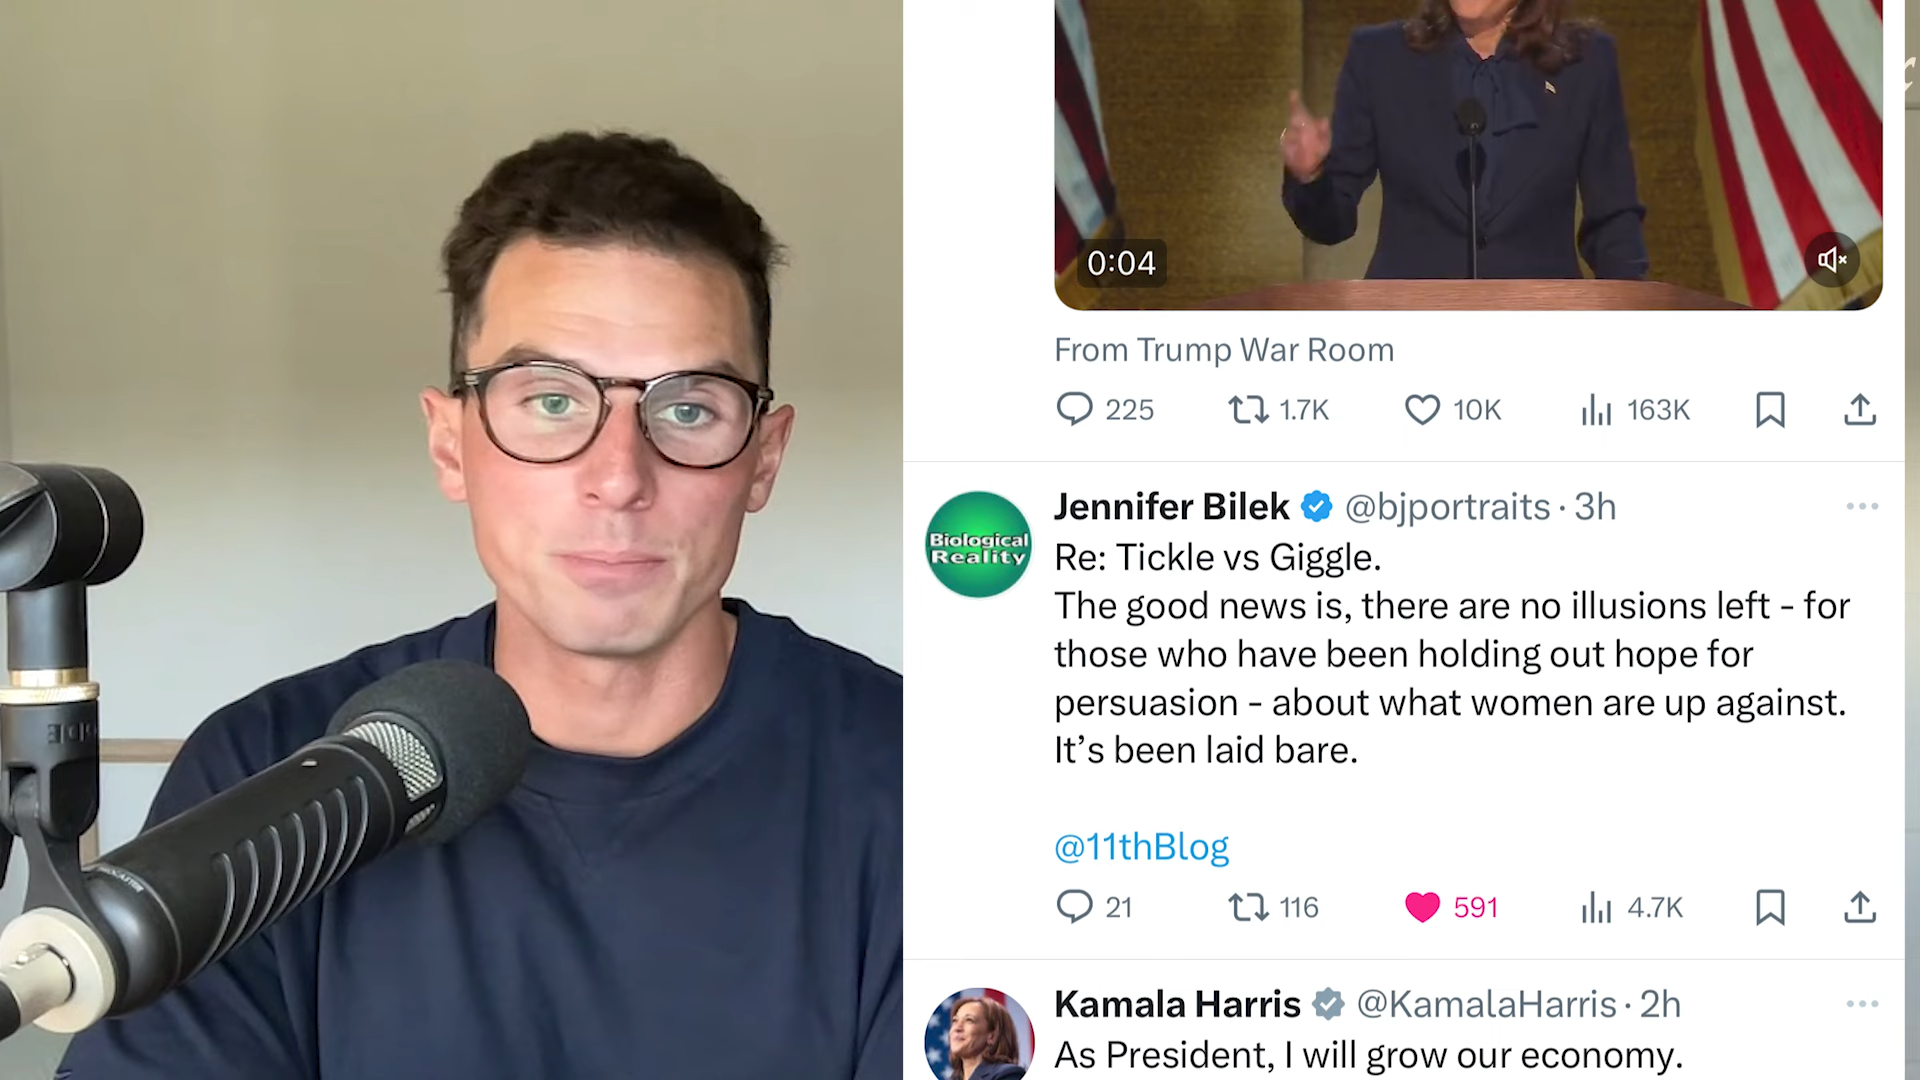 0:04
From Trump War Room
225 1.7K 10K 163K
Jennifer Bilek @bjportraits · 3h
Biological
Reality
Re: Tickle vs Giggle.
The good news is, there are no illusions left - for
those who have been holding out hope for
persuasion - about what women are up against.
It’s been laid bare.
@11thBlog
21 116 591 4.7K
Kamala Harris @KamalaHarris · 2h
As President, I will grow our economy.